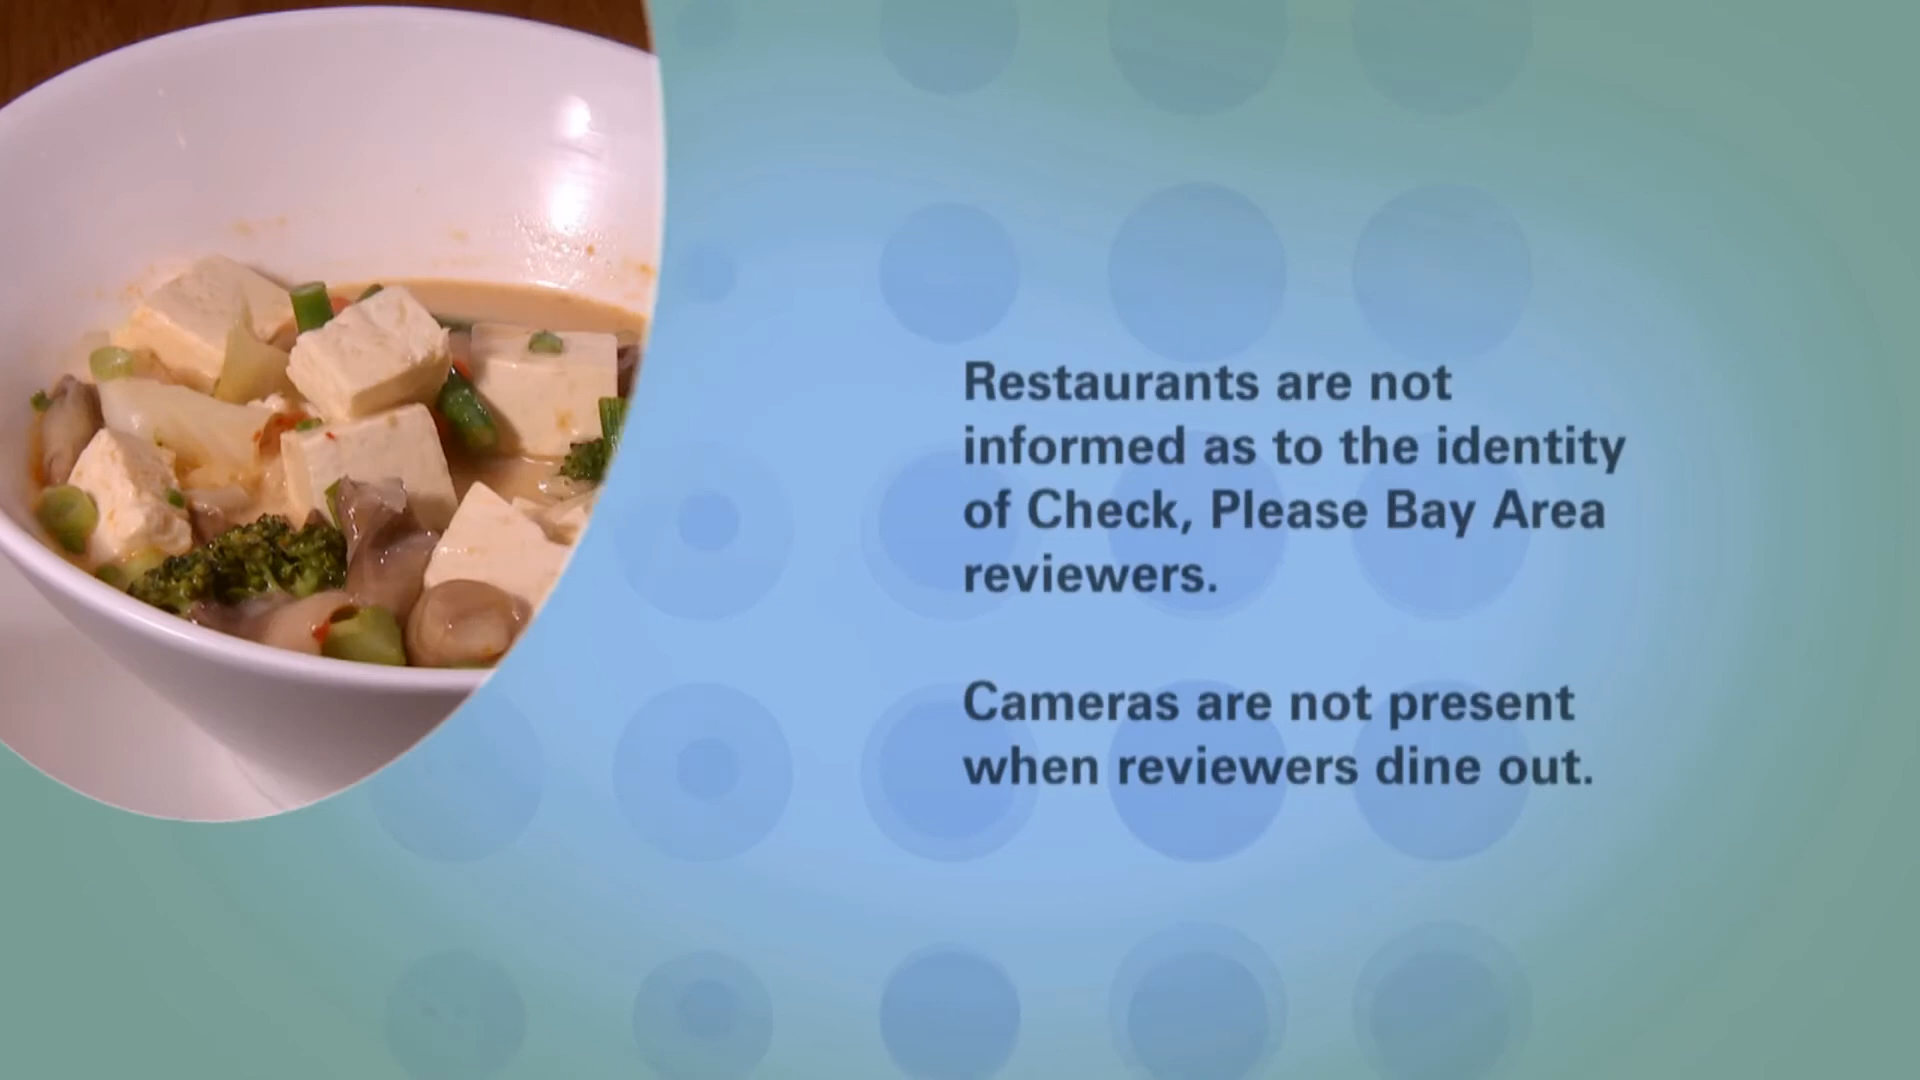 Restaurants are not
informed as to the identity
of Check, Please Bay Area
reviewers.
Cameras are not present
when reviewers dine out.